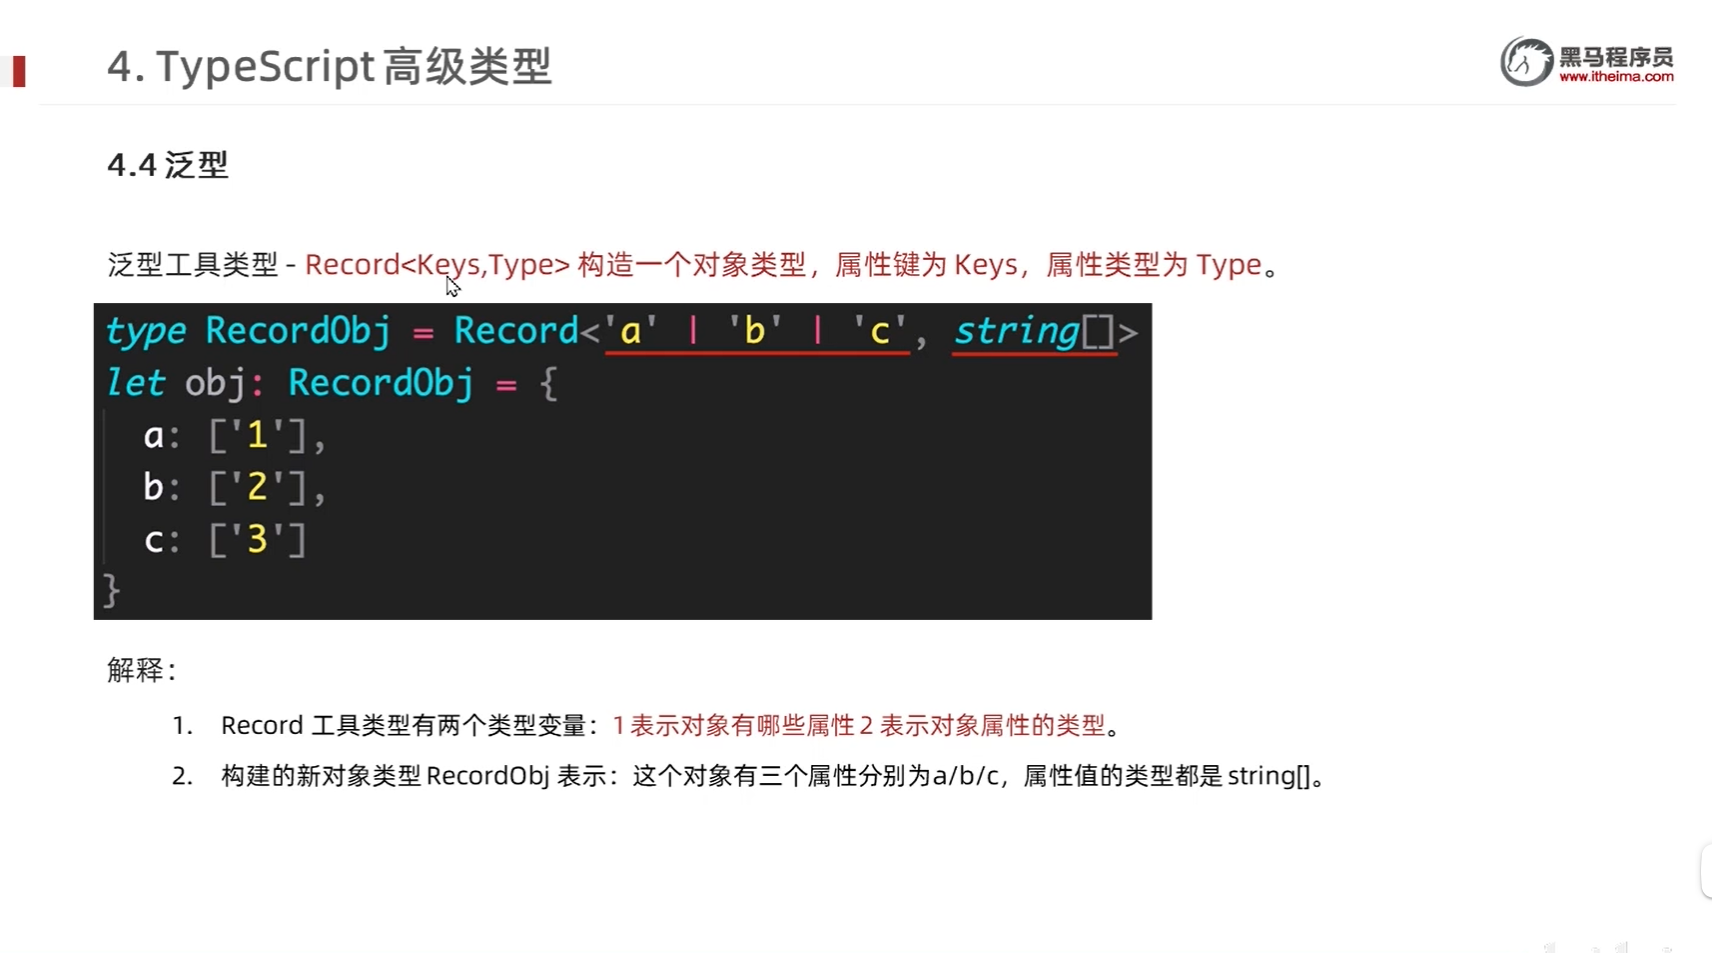 4. TypeScript 高级类型
黑马程序员
www.itheima.com
4.4 泛型
泛型工具类型 - Record<Keys,Type> 构造一个对象类型，属性键为 Keys，属性类型为 Type。
type RecordObj = Record<'a' | 'b' | 'c', string[]>
let obj: RecordObj = {
a: ['1'],
b: ['2'],
c: ['3']
}
解释：
1. Record 工具类型有两个类型变量：1 表示对象有哪些属性 2 表示对象属性的类型。
2. 构建的新对象类型 RecordObj 表示：这个对象有三个属性分别为a/b/c，属性值的类型都是 string[]。